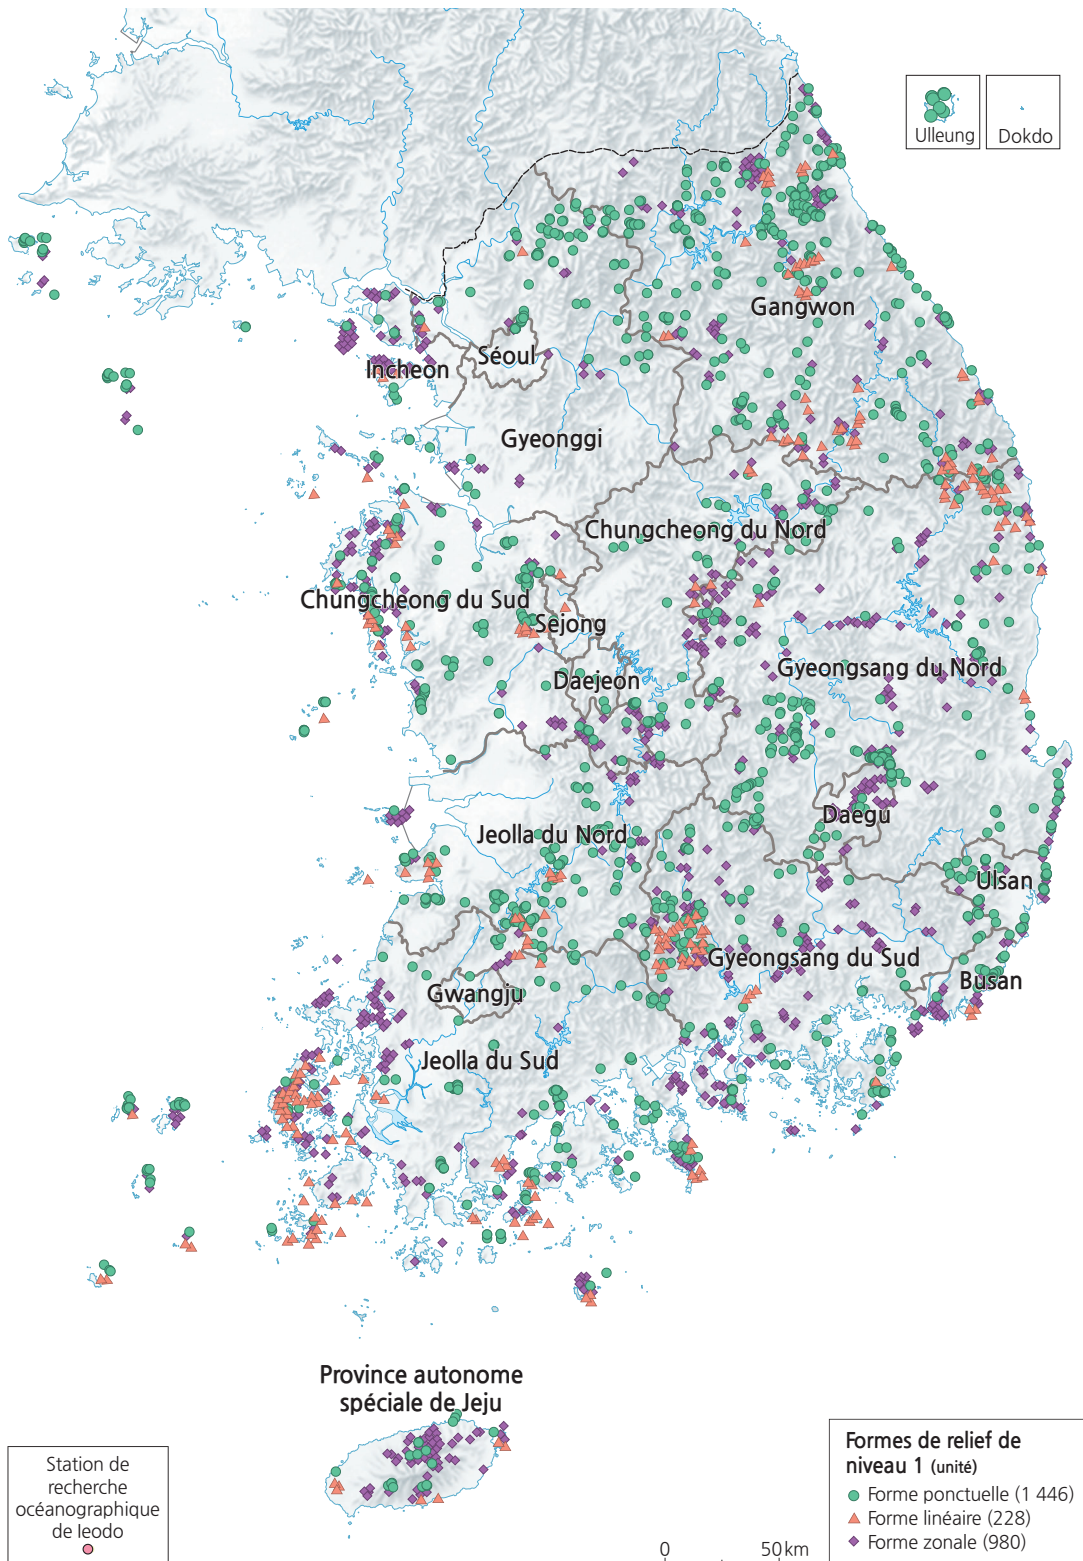 Ulleung
Dokdo
Gangwon
Séoul
Incheon
Gyeonggi
Chungcheong du Nord
Chungcheong du Sud
Sejong
Gyeongsang du Nord
Daejeon
Daegu
Jeolla du Nord
Ulsan
Gyeongsang du Sud
Busan
Gwangju
Jeolla du Sud
Province autonome
spéciale de Jeju
Station de
recherche
océanographique
de Ieodo
0 50 km
Formes de relief de
niveau 1 (unité)
Forme ponctuelle (1 446)
Forme linéaire (228)
Forme zonale (980)